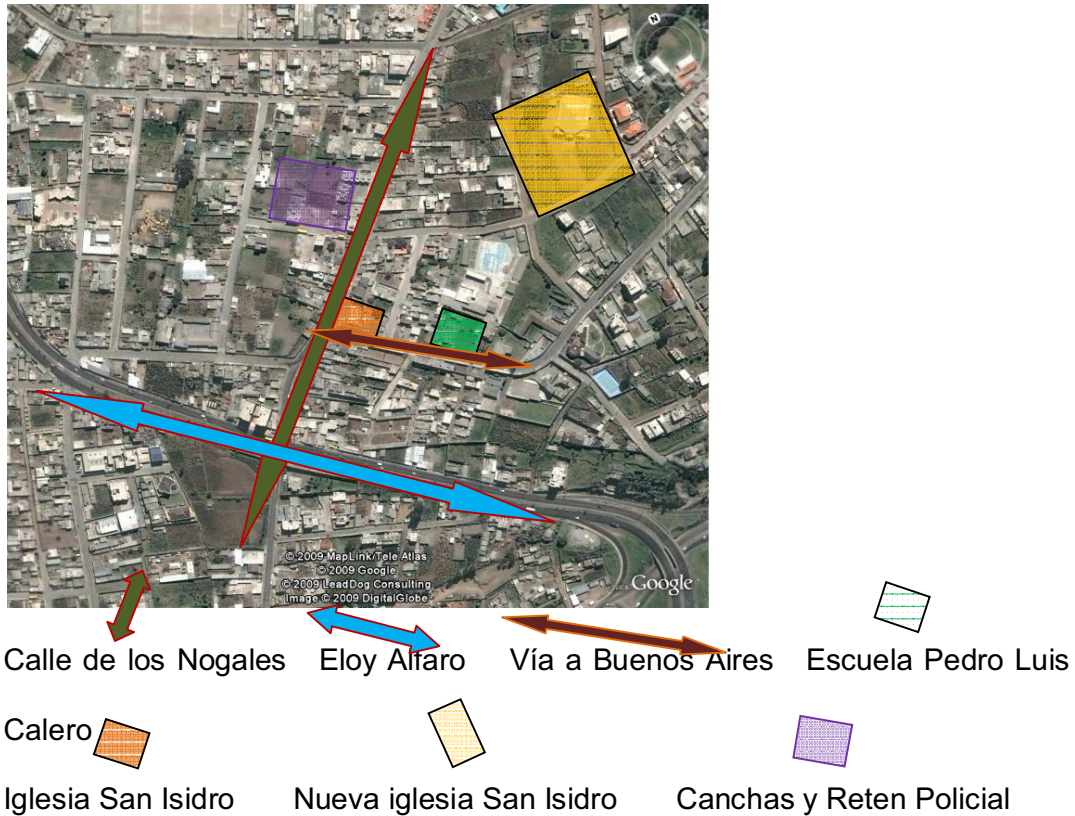 N
© 2009 MapLink/Tele Atlas
© 2009 Google
© 2009 LeadDog Consulting
Image © 2009 DigitalGlobe
Google
Calle de los Nogales Eloy Alfaro Vía a Buenos Aires Escuela Pedro Luis
Calero
Iglesia San Isidro Nueva iglesia San Isidro Canchas y Reten Policial